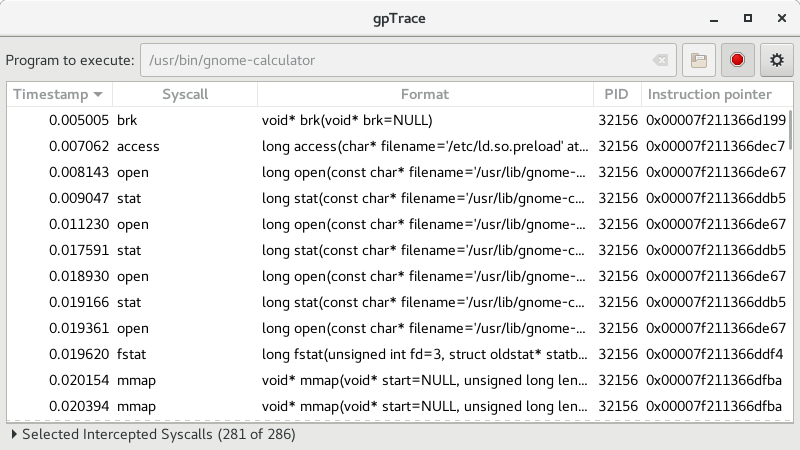 gpTrace
Program to execute: /usr/bin/gnome-calculator
Timestamp Syscall Format PID Instruction pointer
0.005005 brk void* brk(void* brk=NULL) 32156 0x00007f211366d199
0.007062 access long access(char* filename='/etc/ld.so.preload' at... 32156 0x00007f211366dec7
0.008143 open long open(const char* filename='/usr/lib/gnome-... 32156 0x00007f211366de67
0.009047 stat long stat(const char* filename='/usr/lib/gnome-c... 32156 0x00007f211366ddb5
0.011230 open long open(const char* filename='/usr/lib/gnome-... 32156 0x00007f211366de67
0.017591 stat long stat(const char* filename='/usr/lib/gnome-c... 32156 0x00007f211366ddb5
0.018930 open long open(const char* filename='/usr/lib/gnome-... 32156 0x00007f211366de67
0.019166 stat long stat(const char* filename='/usr/lib/gnome-c... 32156 0x00007f211366ddb5
0.019361 open long open(const char* filename='/usr/lib/gnome-... 32156 0x00007f211366de67
0.019620 fstat long fstat(unsigned int fd=3, struct oldstat* statb... 32156 0x00007f211366ddf4
0.020154 mmap void* mmap(void* start=NULL, unsigned long len... 32156 0x00007f211366dfba
0.020394 mmap void* mmap(void* start=NULL, unsigned long len... 32156 0x00007f211366dfba
Selected Intercepted Syscalls (281 of 286)